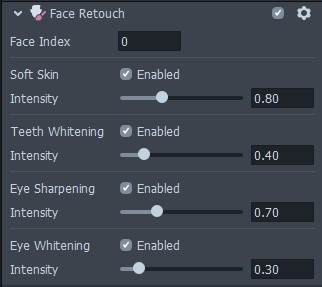 Face Retouch
Face Index 0
Soft Skin Enabled
Intensity 0.80
Teeth Whitening Enabled
Intensity 0.40
Eye Sharpening Enabled
Intensity 0.70
Eye Whitening Enabled
Intensity 0.30